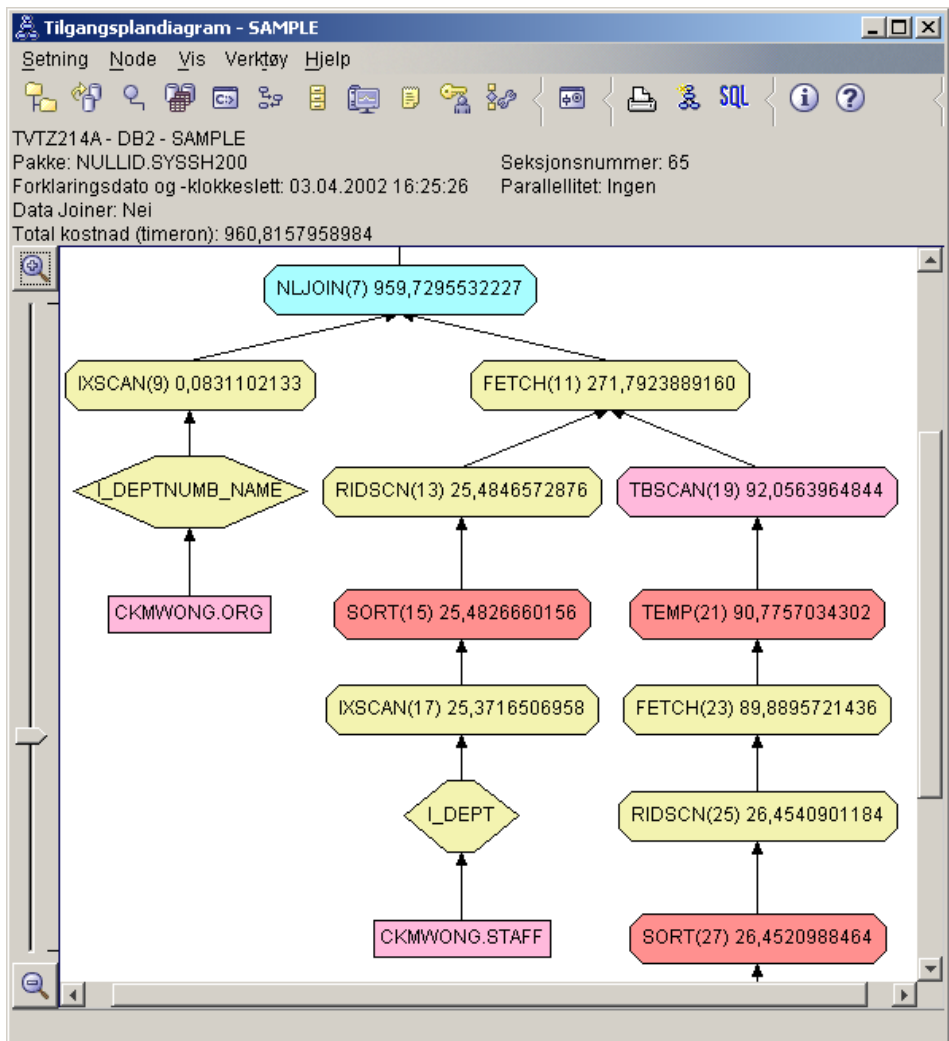 Tilgangsplandiagram - SAMPLE
Setning Node Vis Verktøy Hjelp
C:> SQL i ?
TVTZ214A - DB2 - SAMPLE
Pakke: NULLID.SYSSH200 Seksjonsnummer: 65
Forklaringsdato og -klokkeslett: 03.04.2002 16:25:26 Parallellitet: Ingen
Data Joiner: Nei
Total kostnad (timeron): 960,8157958984
NLJOIN(7) 959,7295532227
IXSCAN(9) 0,0831102133 FETCH(11) 271,7923889160
I_DEPTNUMB_NAME RIDSCN(13) 25,4846572876 TBSCAN(19) 92,0563964844
CKMWONG.ORG SORT(15) 25,4826660156 TEMP(21) 90,7757034302
IXSCAN(17) 25,3716506958 FETCH(23) 89,8895721436
I_DEPT RIDSCN(25) 26,4540901184
CKMWONG.STAFF SORT(27) 26,4520988464